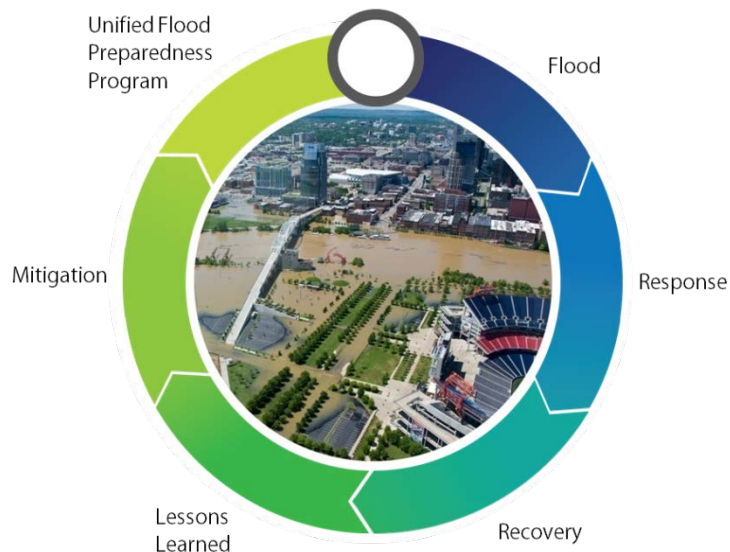 Unified Flood
Preparedness
Program
Flood
Mitigation
Response
Lessons
Learned
Recovery